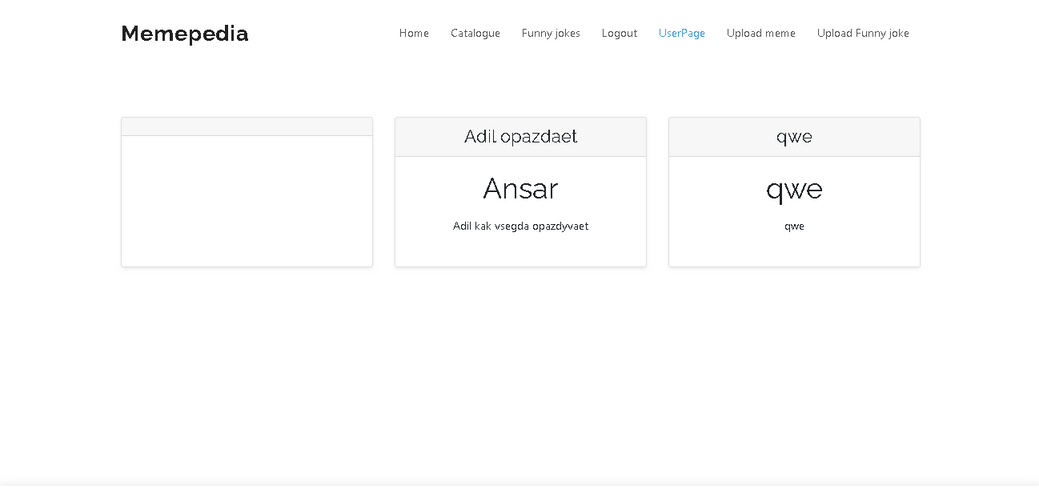 Memepedia
Home Catalogue Funny jokes Logout UserPage Upload meme Upload Funny joke
Adil opazdaet
Ansar
Adil kak vsegda opazdyvaet
qwe
qwe
qwe